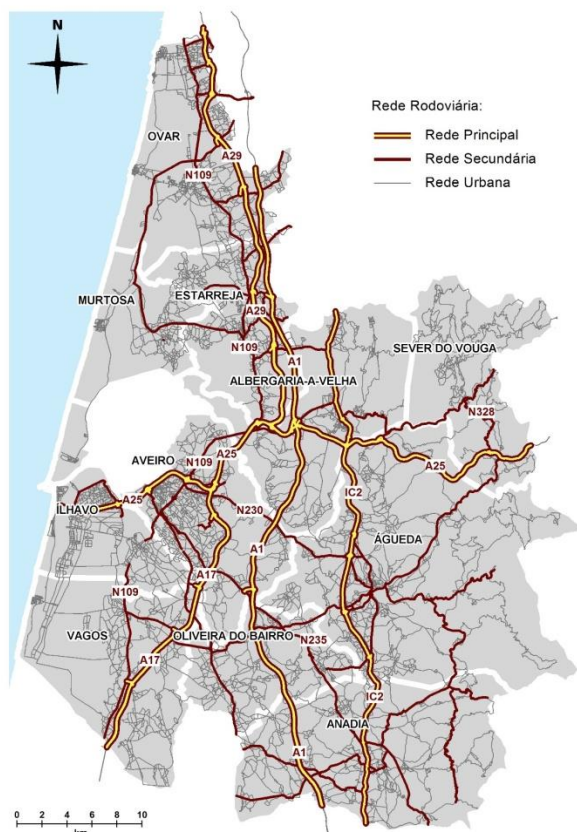 N
Rede Rodoviária:
Rede Principal
Rede Secundária
Rede Urbana
OVAR
A29
N109
MURTOSA
ESTARREJA
A29
N109
A1
SEVER DO VOUGA
ALBERGARIA-A-VELHA
N328
AVEIRO
N109
A25
A25
ÍLHAVO
A25
IC2
N230
ÁGUEDA
A1
A17
N109
VAGOS
OLIVEIRA DO BAIRRO
N235
A17
IC2
ANADIA
A1
0 2 4 6 8 10
km